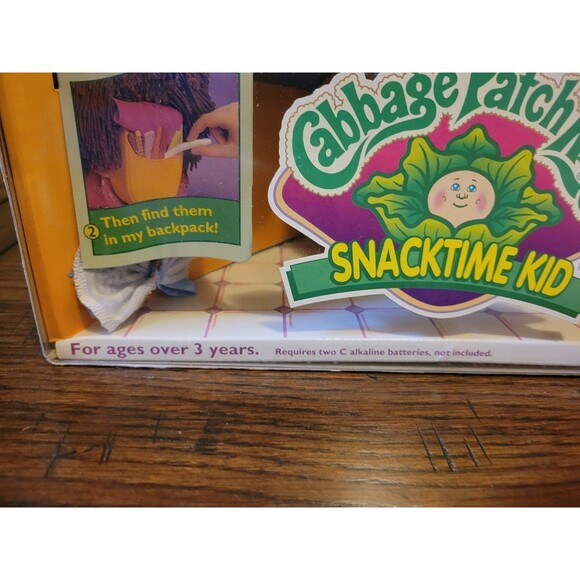 Cabbage Patch
SNACKTIME KID
2 Then find them
in my backpack!
For ages over 3 years. Requires two C alkaline batteries, not included.